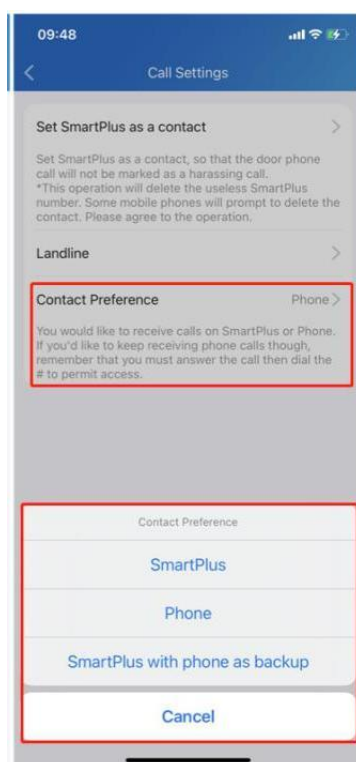 09:48
Call Settings
Set SmartPlus as a contact
Set SmartPlus as a contact, so that the door phone
call will not be marked as a harassing call.
*This operation will delete the useless SmartPlus
number. Some mobile phones will prompt to delete the
contact. Please agree to the operation.
Landline
Contact Preference Phone
You would like to receive calls on SmartPlus or Phone.
If you'd like to keep receiving phone calls though,
remember that you must answer the call then dial the
# to permit access.
Contact Preference
SmartPlus
Phone
SmartPlus with phone as backup
Cancel